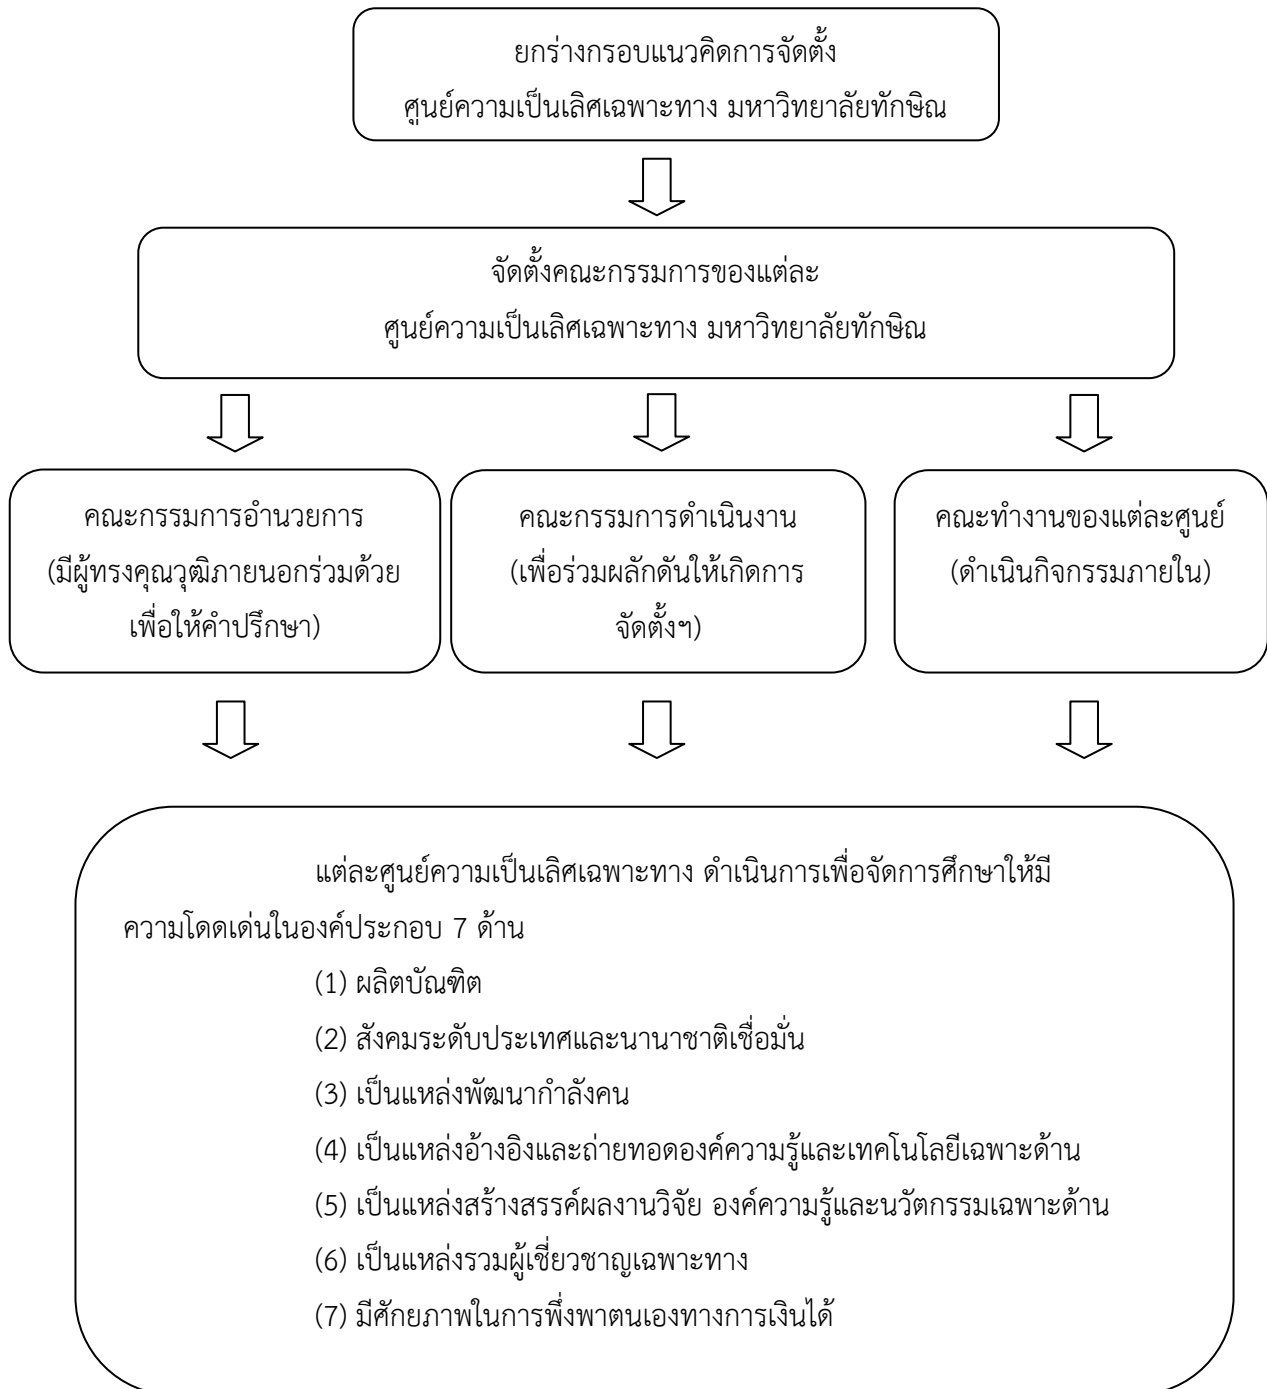 ยกร่างกรอบแนวคิดการจัดตั้ง
ศูนย์ความเป็นเลิศเฉพาะทาง มหาวิทยาลัยทักษิณ
จัดตั้งคณะกรรมการของแต่ละ
ศูนย์ความเป็นเลิศเฉพาะทาง มหาวิทยาลัยทักษิณ
คณะกรรมการอำนวยการ
(มีผู้ทรงคุณวุฒิภายนอกร่วมด้วย
เพื่อให้คำปรึกษา)
คณะกรรมการดำเนินงาน
(เพื่อร่วมผลักดันให้เกิดการ
จัดตั้งฯ)
คณะทำงานของแต่ละศูนย์
(ดำเนินกิจกรรมภายใน)
แต่ละศูนย์ความเป็นเลิศเฉพาะทาง ดำเนินการเพื่อจัดการศึกษาให้มี
ความโดดเด่นในองค์ประกอบ 7 ด้าน
(1) ผลิตบัณฑิต
(2) สังคมระดับประเทศและนานาชาติเชื่อมั่น
(3) เป็นแหล่งพัฒนากำลังคน
(4) เป็นแหล่งอ้างอิงและถ่ายทอดองค์ความรู้และเทคโนโลยีเฉพาะด้าน
(5) เป็นแหล่งสร้างสรรค์ผลงานวิจัย องค์ความรู้และนวัตกรรมเฉพาะด้าน
(6) เป็นแหล่งรวมผู้เชี่ยวชาญเฉพาะทาง
(7) มีศักยภาพในการพึ่งพาตนเองทางการเงินได้